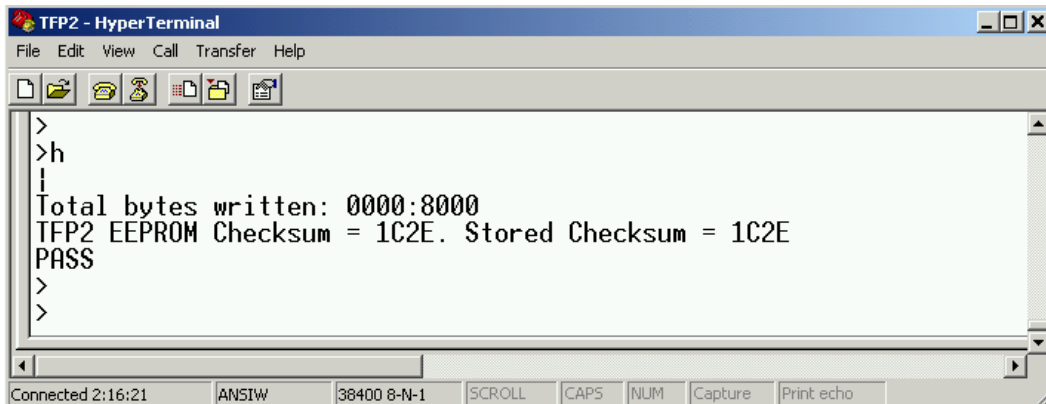 TFP2 - HyperTerminal
File Edit View Call Transfer Help
>
>h
¦
Total bytes written: 0000:8000
TFP2 EEPROM Checksum = 1C2E. Stored Checksum = 1C2E
PASS
>
>
Connected 2:16:21 ANSIW 38400 8-N-1 SCROLL CAPS NUM Capture Print echo